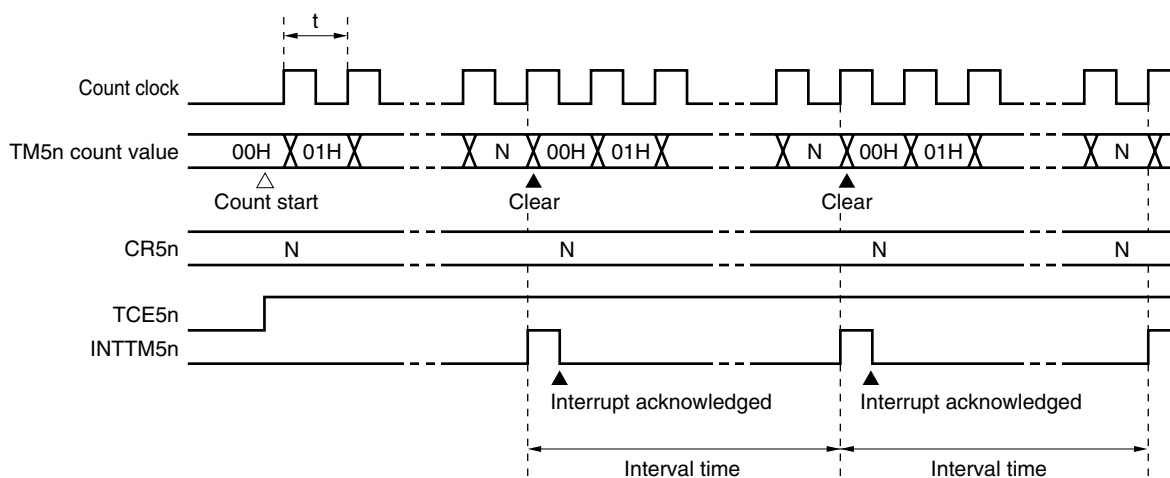 t
Count clock
TM5n count value 00H 01H N 00H 01H N 00H 01H N
Count start Clear Clear
CR5n N N N N
TCE5n
INTTM5n
Interrupt acknowledged Interrupt acknowledged
Interval time Interval time